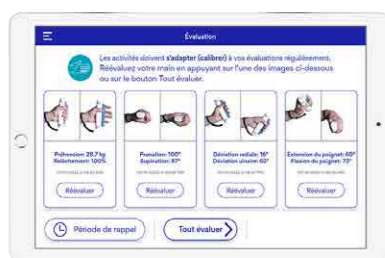 Évaluation
Les activités doivent s'adapter (calibrer) à vos évaluations régulièrement.
Réévaluez votre main en appuyant sur l'une des images ci-dessous
ou sur le bouton Tout évaluer.
Préhension: 29,7 kg
Relâchement: 100%
Pronation: 100°
Supination: 87°
Déviation radiale: 16°
Déviation ulnaire: 60°
Extension du poignet: 60°
Flexion du poignet: 73°
Réévaluer
Réévaluer
Réévaluer
Réévaluer
Période de rappel
Tout évaluer